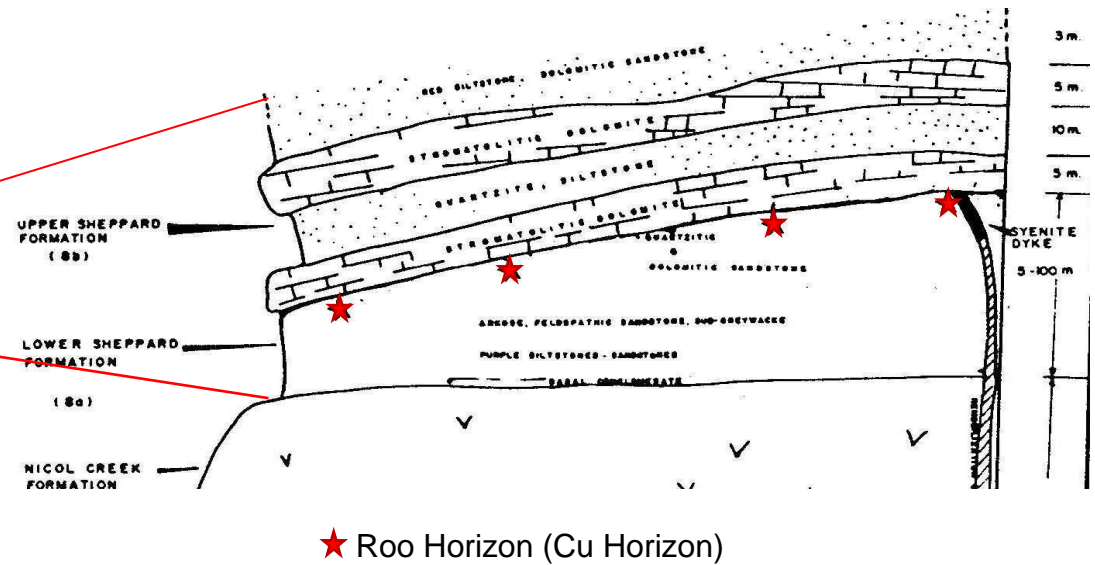 3 m.
RED SILTSTONE, DOLOMITIC SANDSTONE
5 m.
STROMATOLITIC DOLOMITE
10 m.
QUARTZITE, SILTSTONE
5 m.
UPPER SHEPPARD
FORMATION
(8b)
STROMATOLITIC DOLOMITE
QUARTZITIC
DOLOMITIC SANDSTONE
SYENITE
DYKE
5-100 m
ARKOSE, FELDSPATHIC SANDSTONE, SUB-GREYWACKE
LOWER SHEPPARD
FORMATION
PURPLE SILTSTONES-SANDSTONES
BASAL CONGLOMERATE
(8a)
NICOL CREEK
FORMATION
Roo Horizon (Cu Horizon)